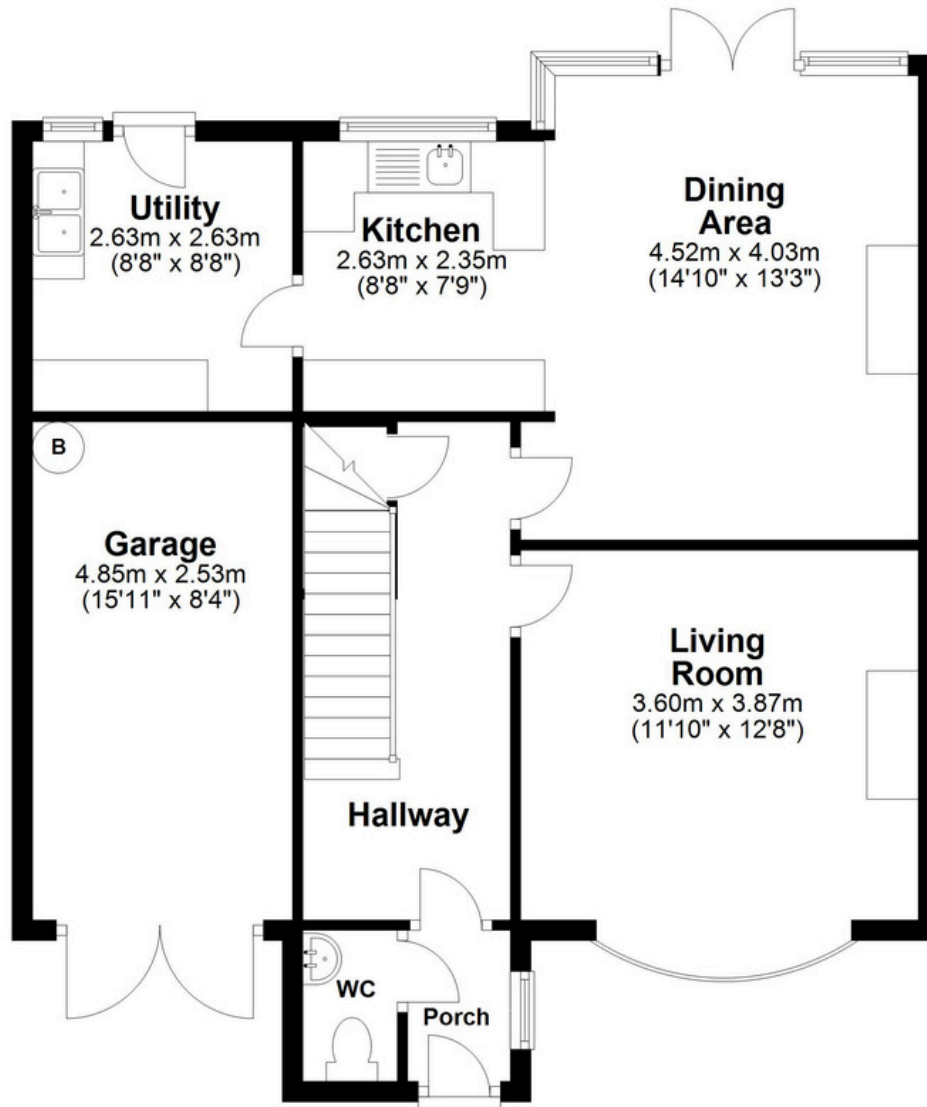 Utility
2.63m x 2.63m
(8'8" x 8'8")
Kitchen
2.63m x 2.35m
(8'8" x 7'9")
Dining
Area
4.52m x 4.03m
(14'10" x 13'3")
B
Garage
4.85m x 2.53m
(15'11" x 8'4")
Living
Room
3.60m x 3.87m
(11'10" x 12'8")
Hallway
WC
Porch